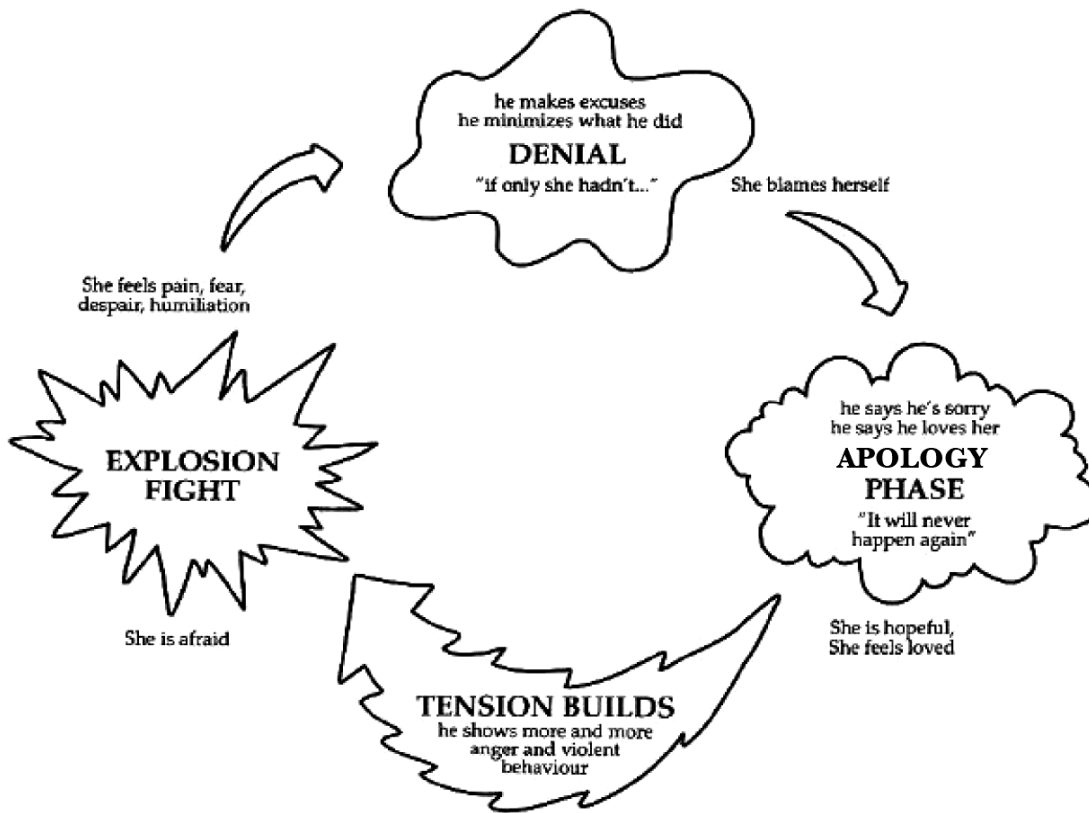 he makes excuses
he minimizes what he did
DENIAL
"if only she hadn't..."
She blames herself
She feels pain, fear,
despair, humiliation
he says he's sorry
he says he loves her
APOLOGY
PHASE
"It will never
happen again"
EXPLOSION
FIGHT
She is afraid
She is hopeful,
She feels loved
TENSION BUILDS
he shows more and more
anger and violent
behaviour